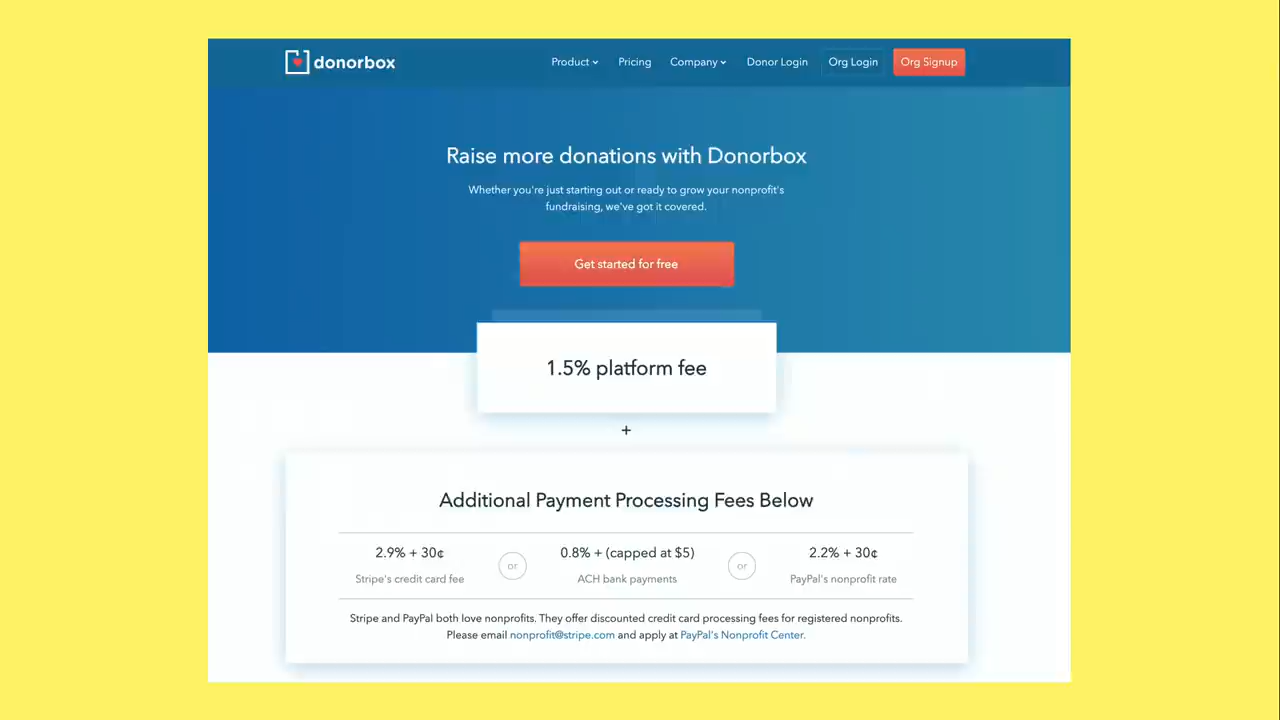 donorbox
Product Pricing Company Donor Login Org Login Org Signup
Raise more donations with Donorbox
Whether you're just starting out or ready to grow your nonprofit's
fundraising, we've got it covered.
Get started for free
1.5% platform fee
+
Additional Payment Processing Fees Below
2.9% + 30¢ or 0.8% + (capped at $5) or 2.2% + 30¢
Stripe's credit card fee ACH bank payments PayPal's nonprofit rate
Stripe and PayPal both love nonprofits. They offer discounted credit card processing fees for registered nonprofits.
Please email nonprofit@stripe.com and apply at PayPal's Nonprofit Center.